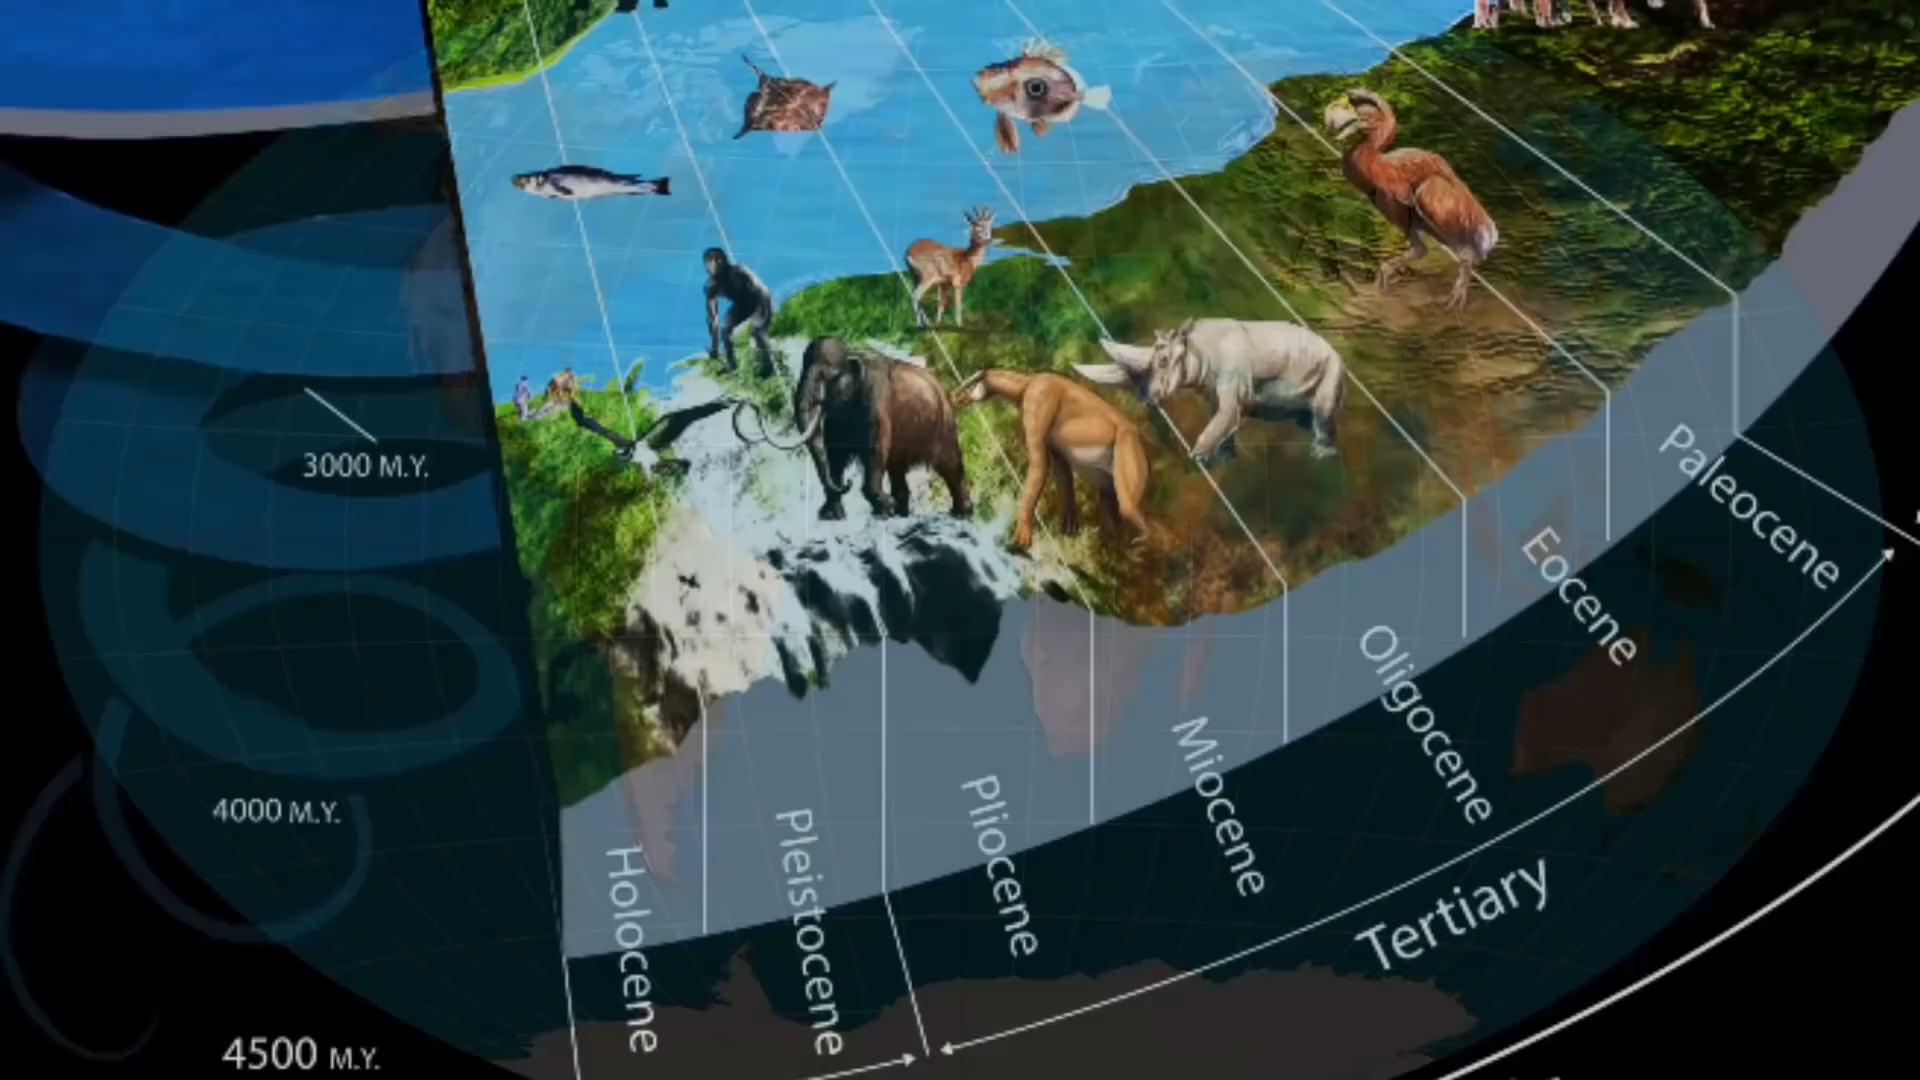 3000 M.Y.
4000 M.Y.
4500 M.Y.
Holocene
Pleistocene
Pliocene
Miocene
Oligocene
Eocene
Paleocene
Tertiary